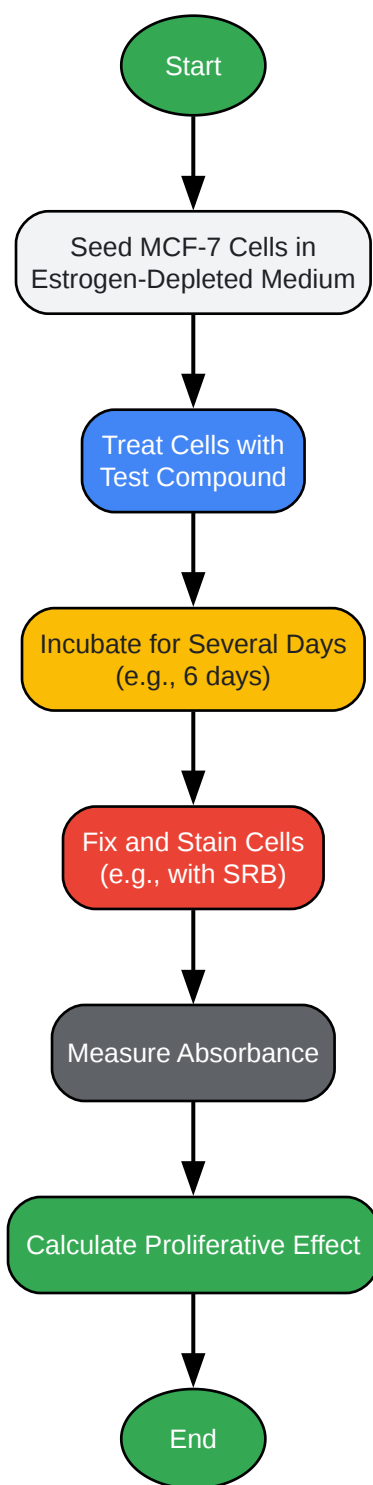 Start
Seed MCF-7 Cells in
Estrogen-Depleted Medium
Treat Cells with
Test Compound
Incubate for Several Days
(e.g., 6 days)
Fix and Stain Cells
(e.g., with SRB)
Measure Absorbance
Calculate Proliferative Effect
End